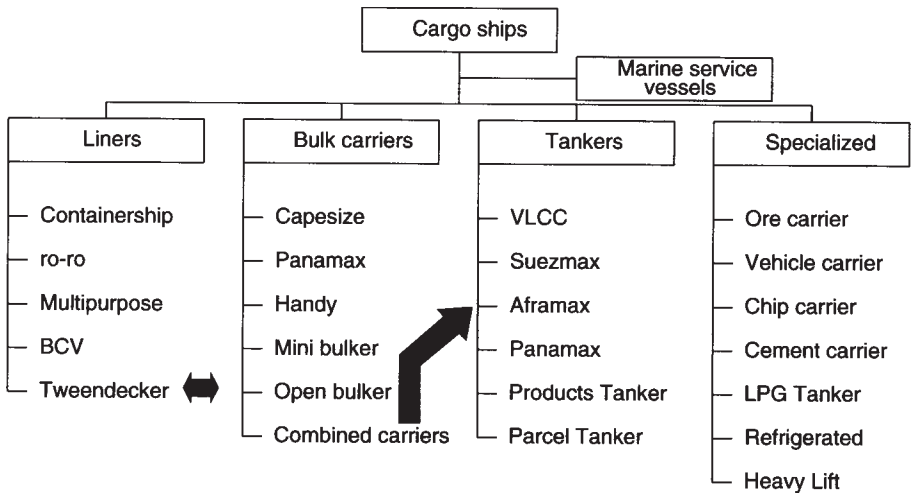 Cargo ships
Marine service
vessels
Liners
Containership
ro-ro
Multipurpose
BCV
Tweendecker
Bulk carriers
Capesize
Panamax
Handy
Mini bulker
Open bulker
Combined carriers
Tankers
VLCC
Suezmax
Aframax
Panamax
Products Tanker
Parcel Tanker
Specialized
Ore carrier
Vehicle carrier
Chip carrier
Cement carrier
LPG Tanker
Refrigerated
Heavy Lift